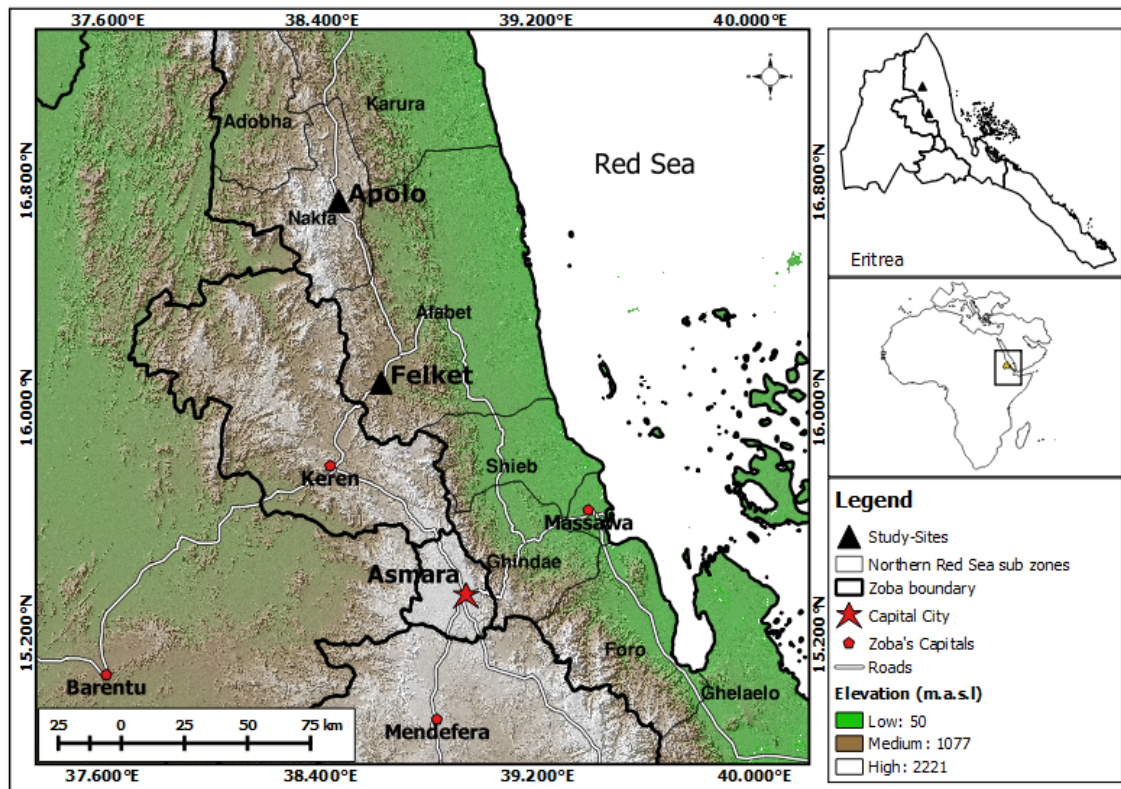 37.600°E 38.400°E 39.200°E 40.000°E
16.800°N
16.000°N
15.200°N
Karura
Adobha
Red Sea
Apolo
Nakfa
Afabet
Felket
Shieb
Keren
Massawa
Ghindae
Asmara
Foro
Barentu
Ghelaelo
Mendefera
25 0 25 50 75 km
37.600°E 38.400°E 39.200°E 40.000°E
16.800°N
16.000°N
15.200°N
Eritrea
Legend
Study-Sites
Northern Red Sea sub zones
Zoba boundary
Capital City
Zoba's Capitals
Roads
Elevation (m.a.s.l)
Low: 50
Medium : 1077
High: 2221